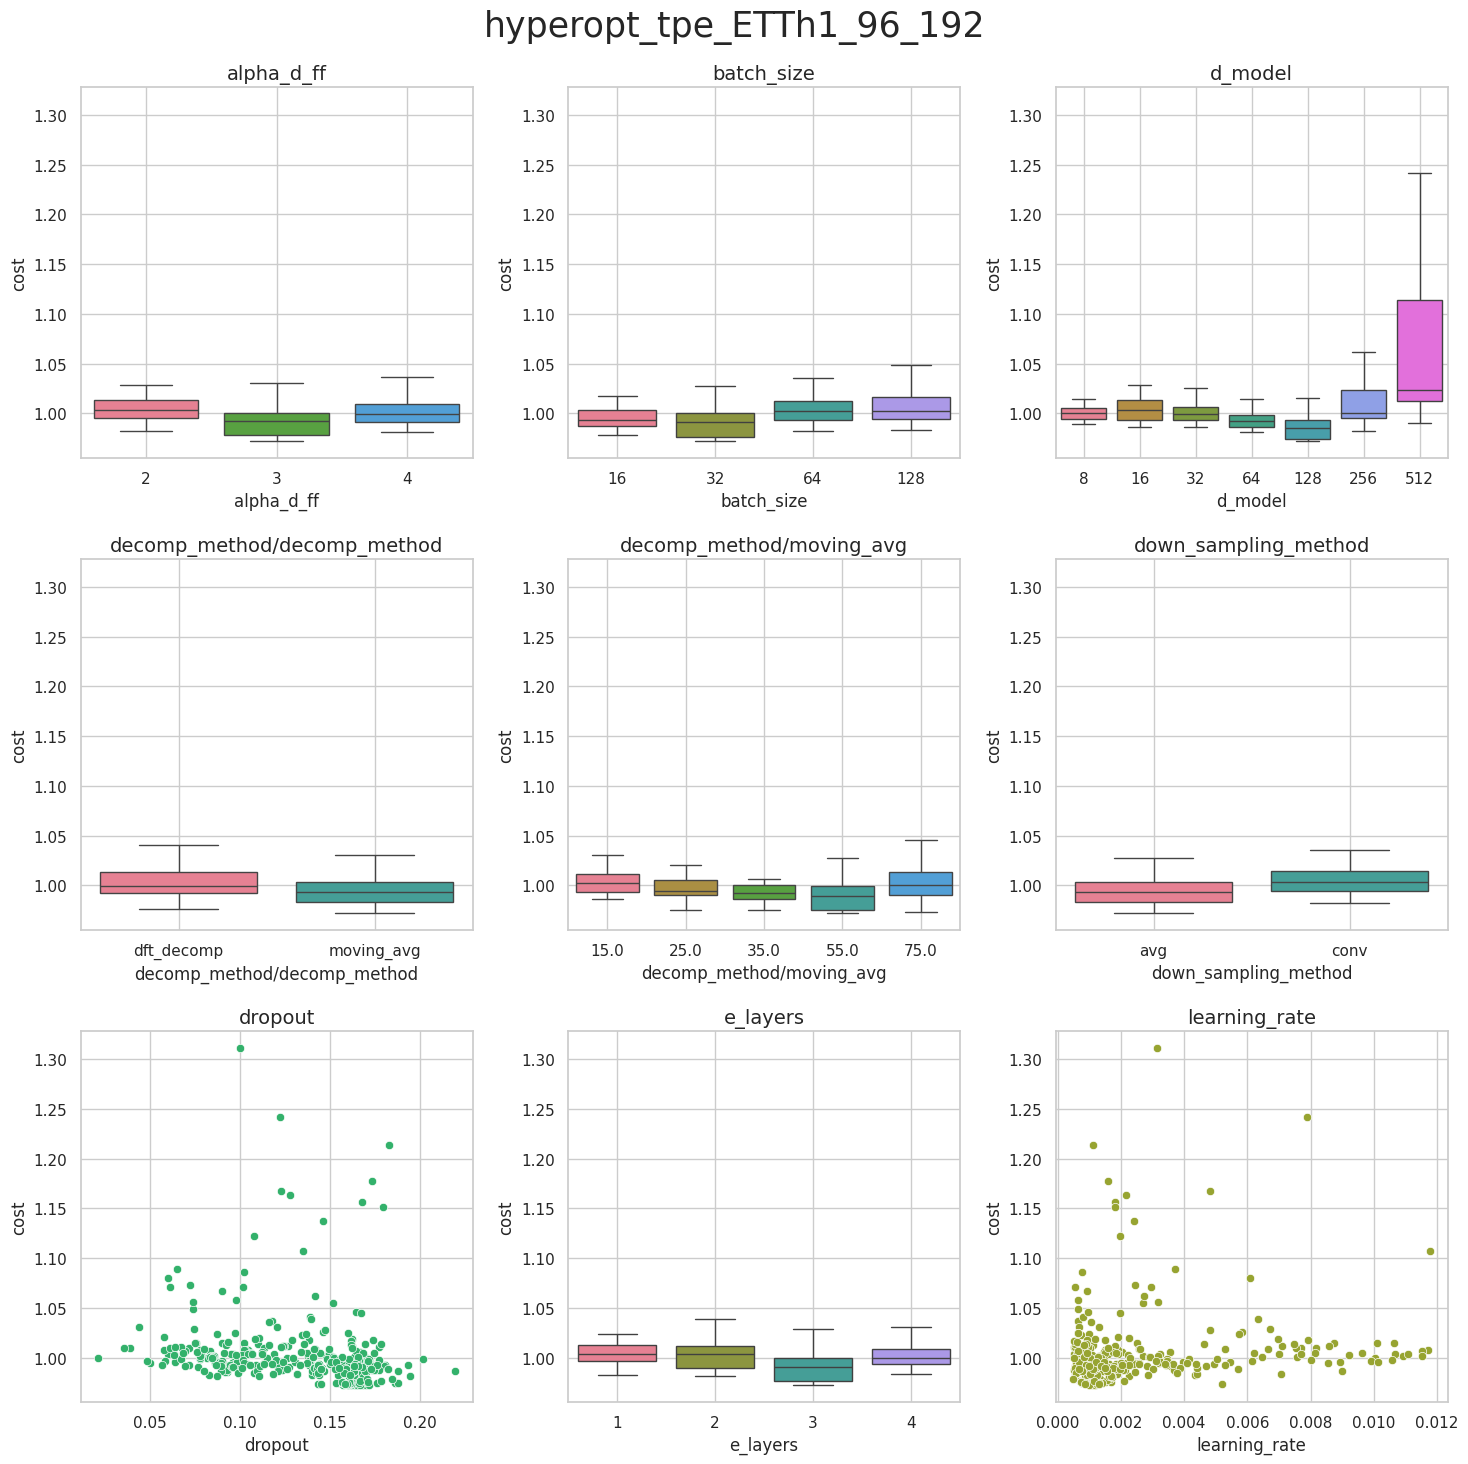 hyperopt_tpe_ETTh1_96_192
alpha_d_ff
1.30
1.25
1.20
1.15
1.10
1.05
1.00
cost
2 3 4
alpha_d_ff
batch_size
1.30
1.25
1.20
1.15
1.10
1.05
1.00
cost
16 32 64 128
batch_size
d_model
1.30
1.25
1.20
1.15
1.10
1.05
1.00
cost
8 16 32 64 128 256 512
d_model
decomp_method/decomp_method
1.30
1.25
1.20
1.15
1.10
1.05
1.00
cost
dft_decomp moving_avg
decomp_method/decomp_method
decomp_method/moving_avg
1.30
1.25
1.20
1.15
1.10
1.05
1.00
cost
15.0 25.0 35.0 55.0 75.0
decomp_method/moving_avg
down_sampling_method
1.30
1.25
1.20
1.15
1.10
1.05
1.00
cost
avg conv
down_sampling_method
dropout
1.30
1.25
1.20
1.15
1.10
1.05
1.00
cost
0.05 0.10 0.15 0.20
dropout
e_layers
1.30
1.25
1.20
1.15
1.10
1.05
1.00
cost
1 2 3 4
e_layers
learning_rate
1.30
1.25
1.20
1.15
1.10
1.05
1.00
cost
0.000 0.002 0.004 0.006 0.008 0.010 0.012
learning_rate